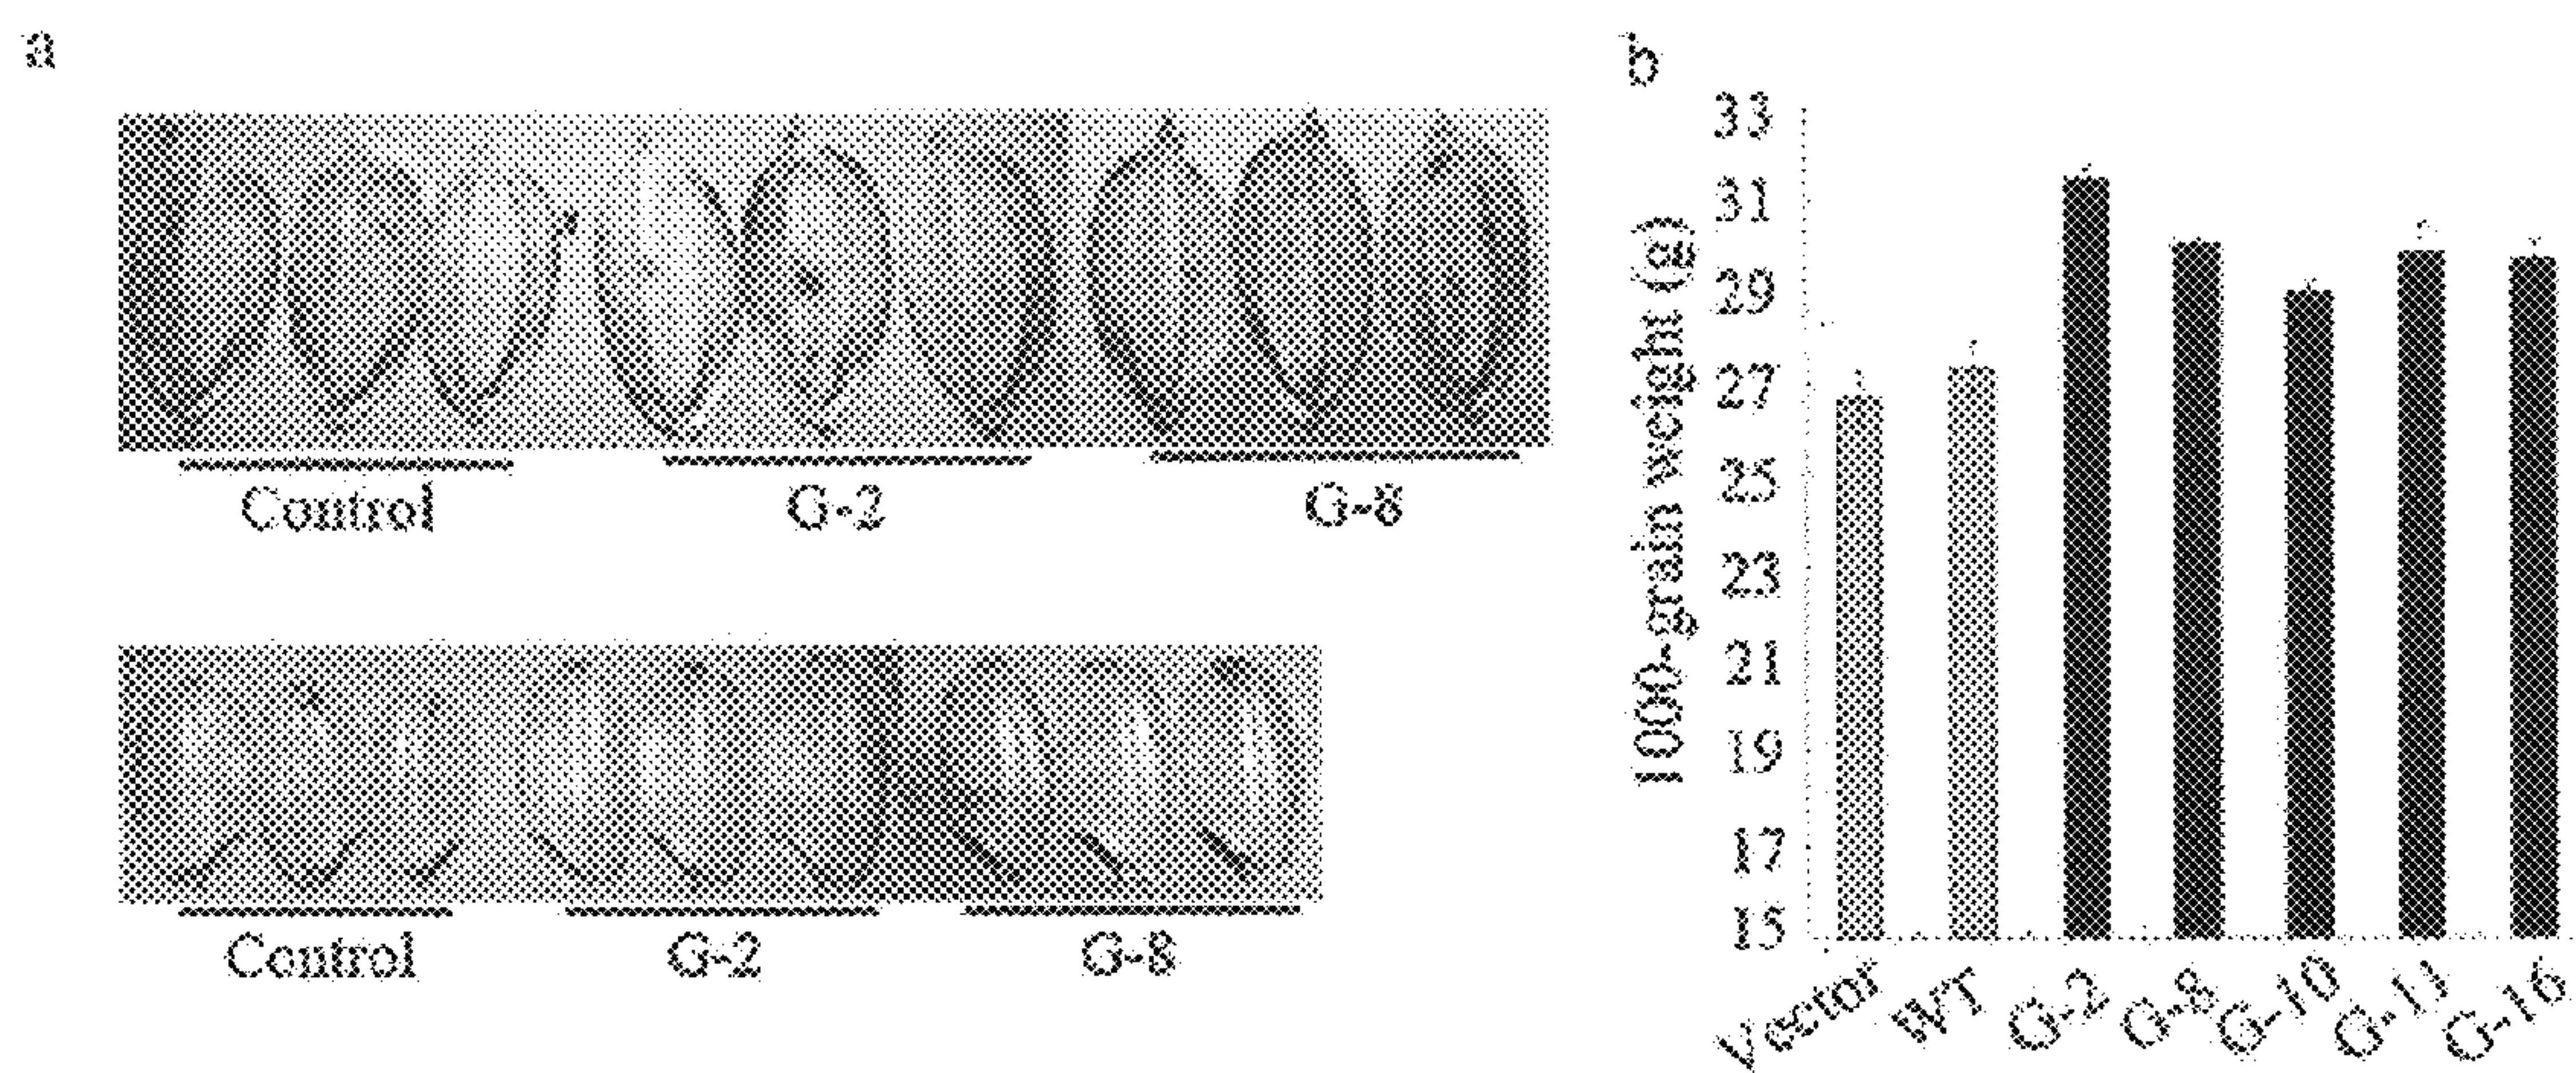 a
Control G-2 G-8
Control G-2 G-8
b
1000-grain weight (g)
33
31
29
27
25
23
21
19
17
15
Vector WT G-2 G-8 G-10 G-11 G-16